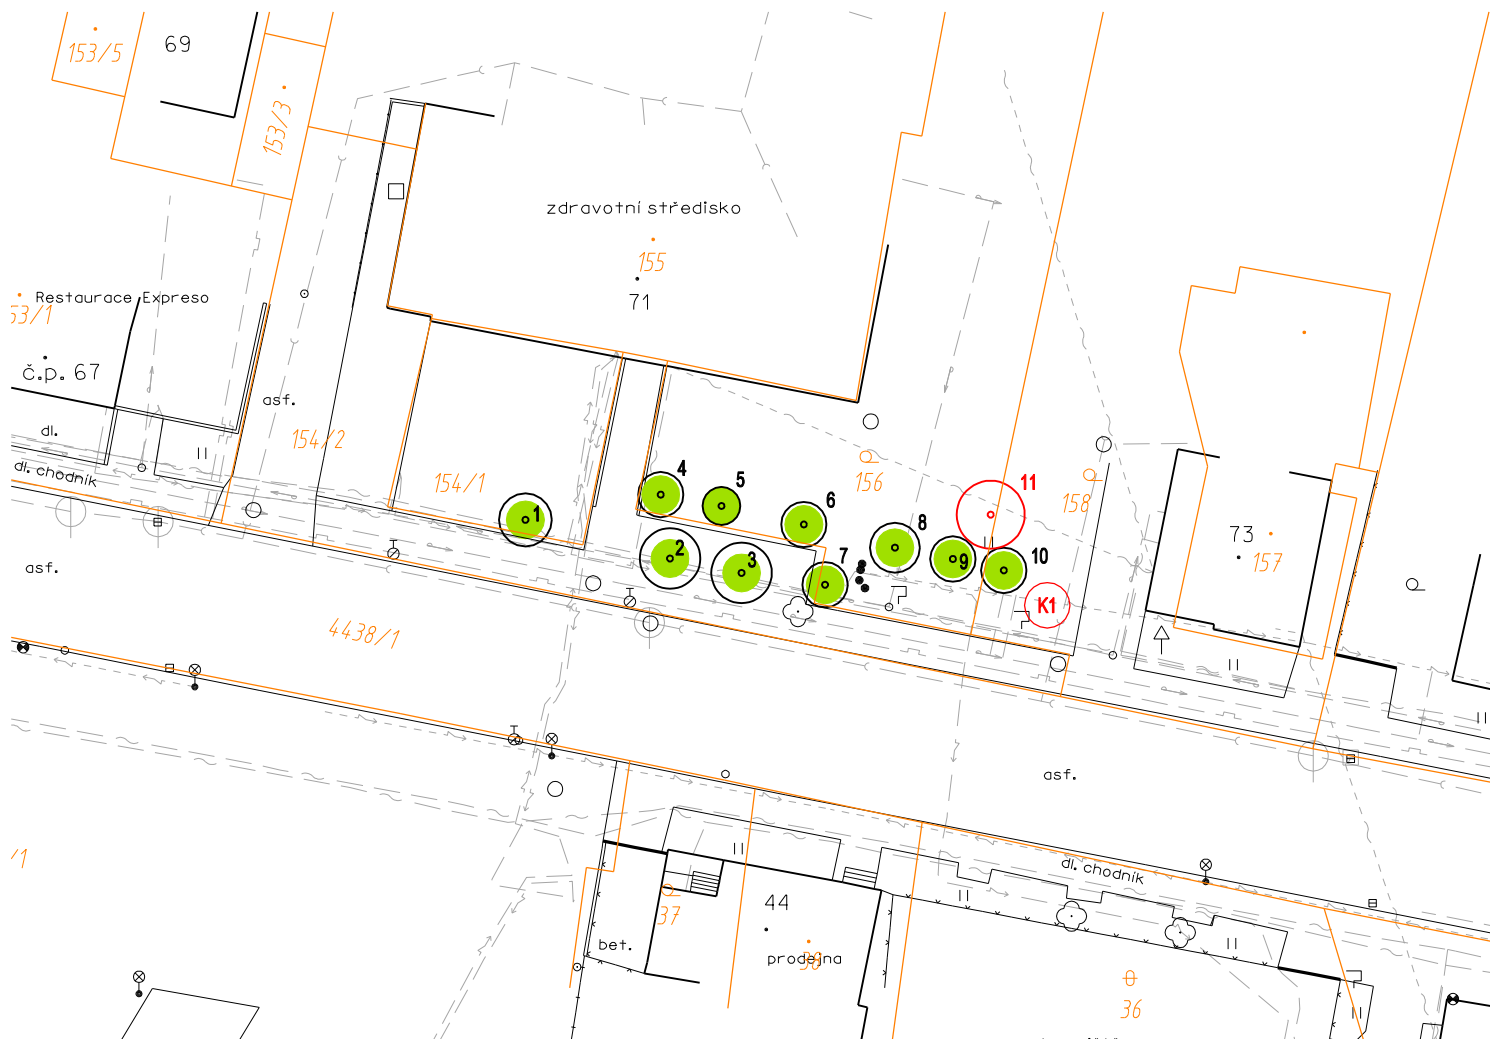 69
153/5
153/3
zdravotní středisko
155
71
Restaurace Expreso
53/1
č.p. 67
asf.
dl.
154/2
dl. chodník
154/1
156
158
11
4
5
6
1
8
2
3
7
9
10
K1
73
157
asf.
4438/1
asf.
/1
dl. chodník
37
44
bet.
38
prodejna
36